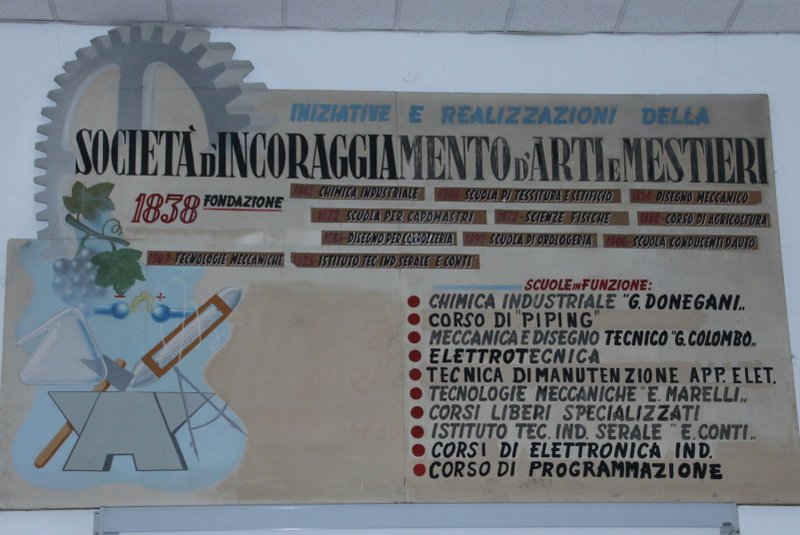 INIZIATIVE E REALIZZAZIONI DELLA
SOCIETÀ D'INCORAGGIAMENTO D'ARTI E MESTIERI
1838 FONDAZIONE
CHIMICA INDUSTRIALE
SCUOLA DI TESSITURA E SETIFICIO
DISEGNO MECCANICO
1872 SCUOLA PER CAPOMASTRI
1872 - SCIENZE FISICHE
CORSO DI AGRICOLTURA
DISEGNO PER CARROZZERIA
SCUOLA DI OROLOGERIA
1906 SCUOLA CONDUCENTI D'AUTO
1909 - TECNOLOGIE MECCANICHE
ISTITUTO TEC. IND. SERALE E. CONTI
SCUOLE IN FUNZIONE:
CHIMICA INDUSTRIALE "G. DONEGANI„
CORSO DI "PIPING"
MECCANICA E DISEGNO TECNICO "G. COLOMBO„
ELETTROTECNICA
TECNICA DI MANUTENZIONE APP. ELET.
TECNOLOGIE MECCANICHE "E. MARELLI„
CORSI LIBERI SPECIALIZZATI
ISTITUTO TEC. IND. SERALE "E. CONTI„
CORSI DI ELETTRONICA IND.
CORSO DI PROGRAMMAZIONE